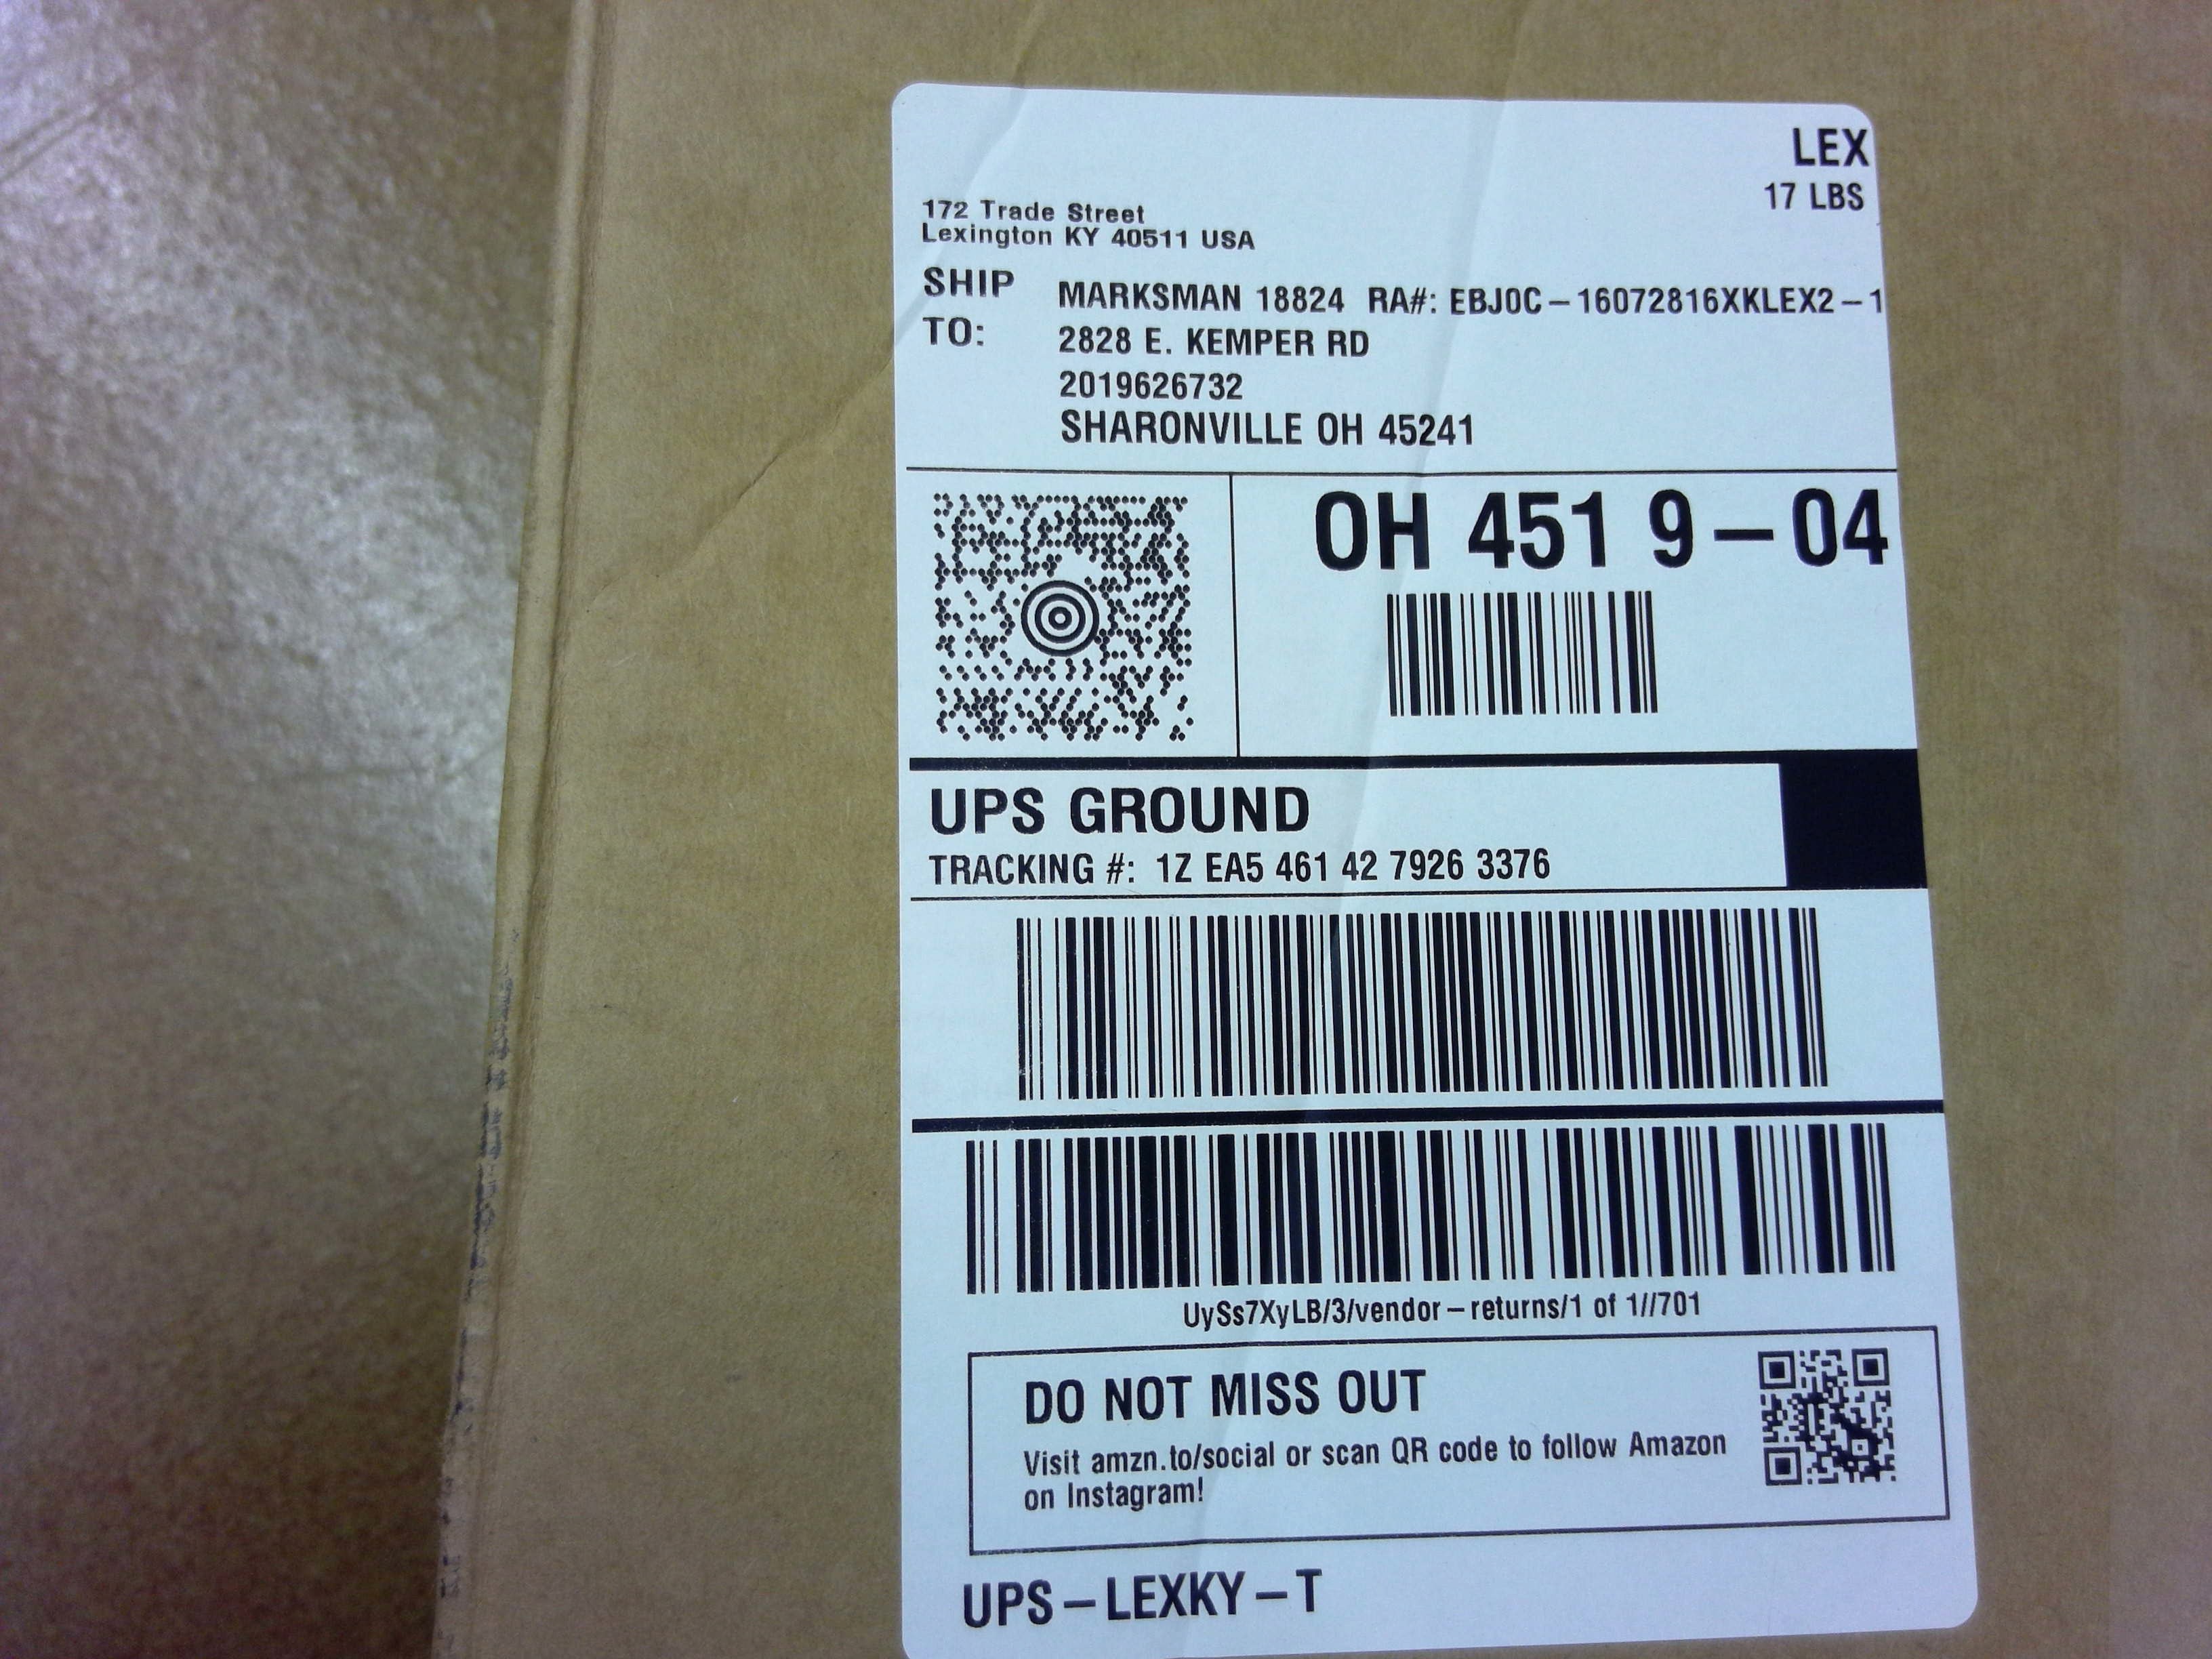 LEX
17 LBS
172 Trade Street
Lexington KY 40511 USA
SHIP TO:
MARKSMAN 18824 RA#: EBJ0C-16072816XKLEX2-1
2828 E. KEMPER RD
2019626732
SHARONVILLE OH 45241
OH 451 9-04
UPS GROUND
TRACKING #: 1Z EA5 461 42 7926 3376
UySs7XyLB/3/vendor-returns/1 of 1//701
DO NOT MISS OUT
Visit amzn.to/social or scan QR code to follow Amazon
on Instagram!
UPS-LEXKY-T